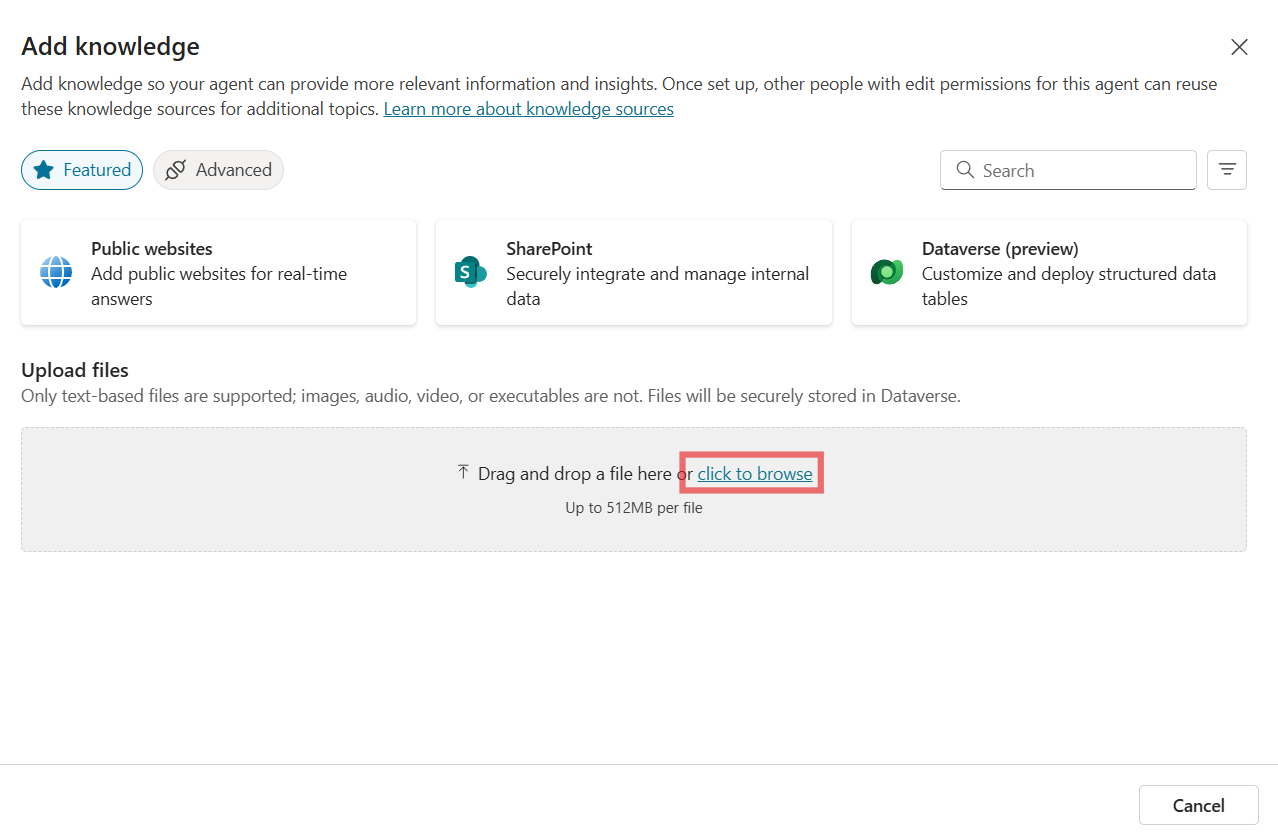 Add knowledge
Add knowledge so your agent can provide more relevant information and insights. Once set up, other people with edit permissions for this agent can reuse
these knowledge sources for additional topics. Learn more about knowledge sources
Featured
Advanced
Search
Public websites
Add public websites for real-time
answers
S
SharePoint
Securely integrate and manage internal
data
Dataverse (preview)
Customize and deploy structured data
tables
Upload files
Only text-based files are supported; images, audio, video, or executables are not. Files will be securely stored in Dataverse.
Drag and drop a file here or click to browse
Up to 512MB per file
Cancel